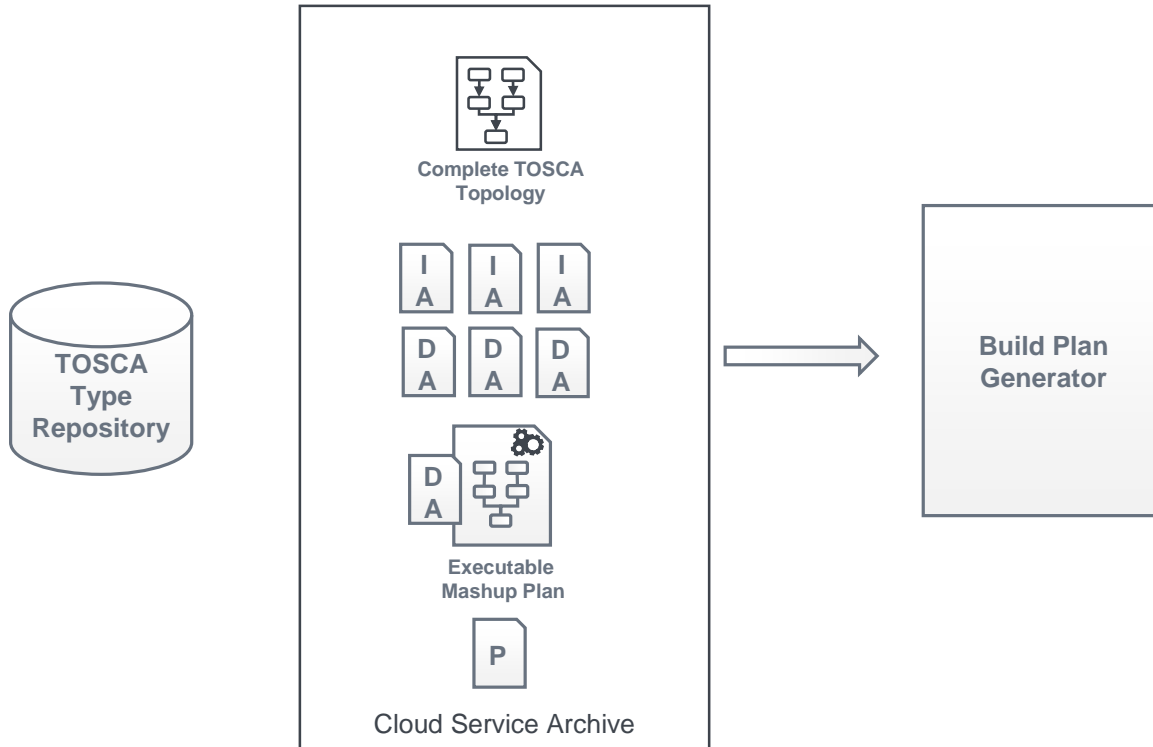 Complete TOSCA
Topology
I
A
I
A
I
A
D
A
D
A
D
A
TOSCA
Type
Repository
D
A
Executable
Mashup Plan
P
Cloud Service Archive
Build Plan
Generator